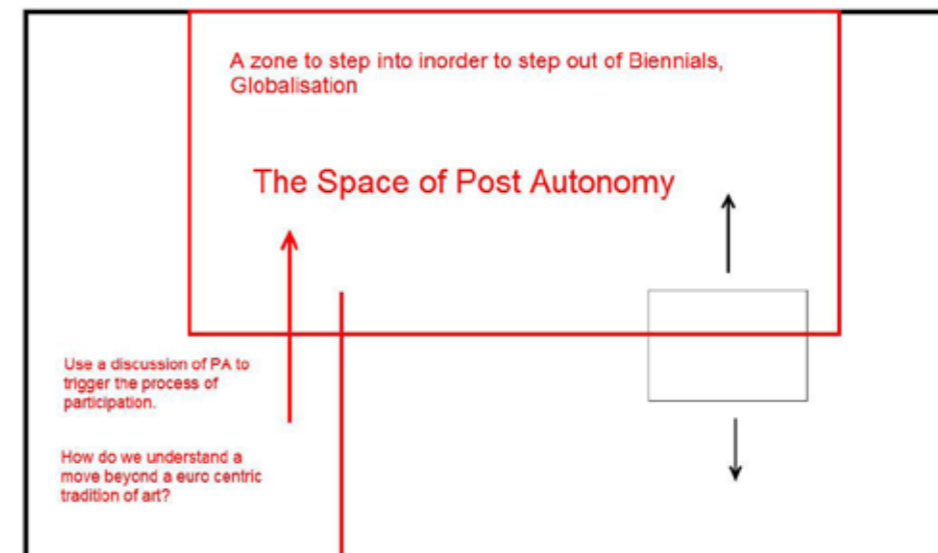 A zone to step into inorder to step out of Biennials,
Globalisation
The Space of Post Autonomy
Use a discussion of PA to
trigger the process of
participation.
How do we understand a
move beyond a euro centric
tradition of art?